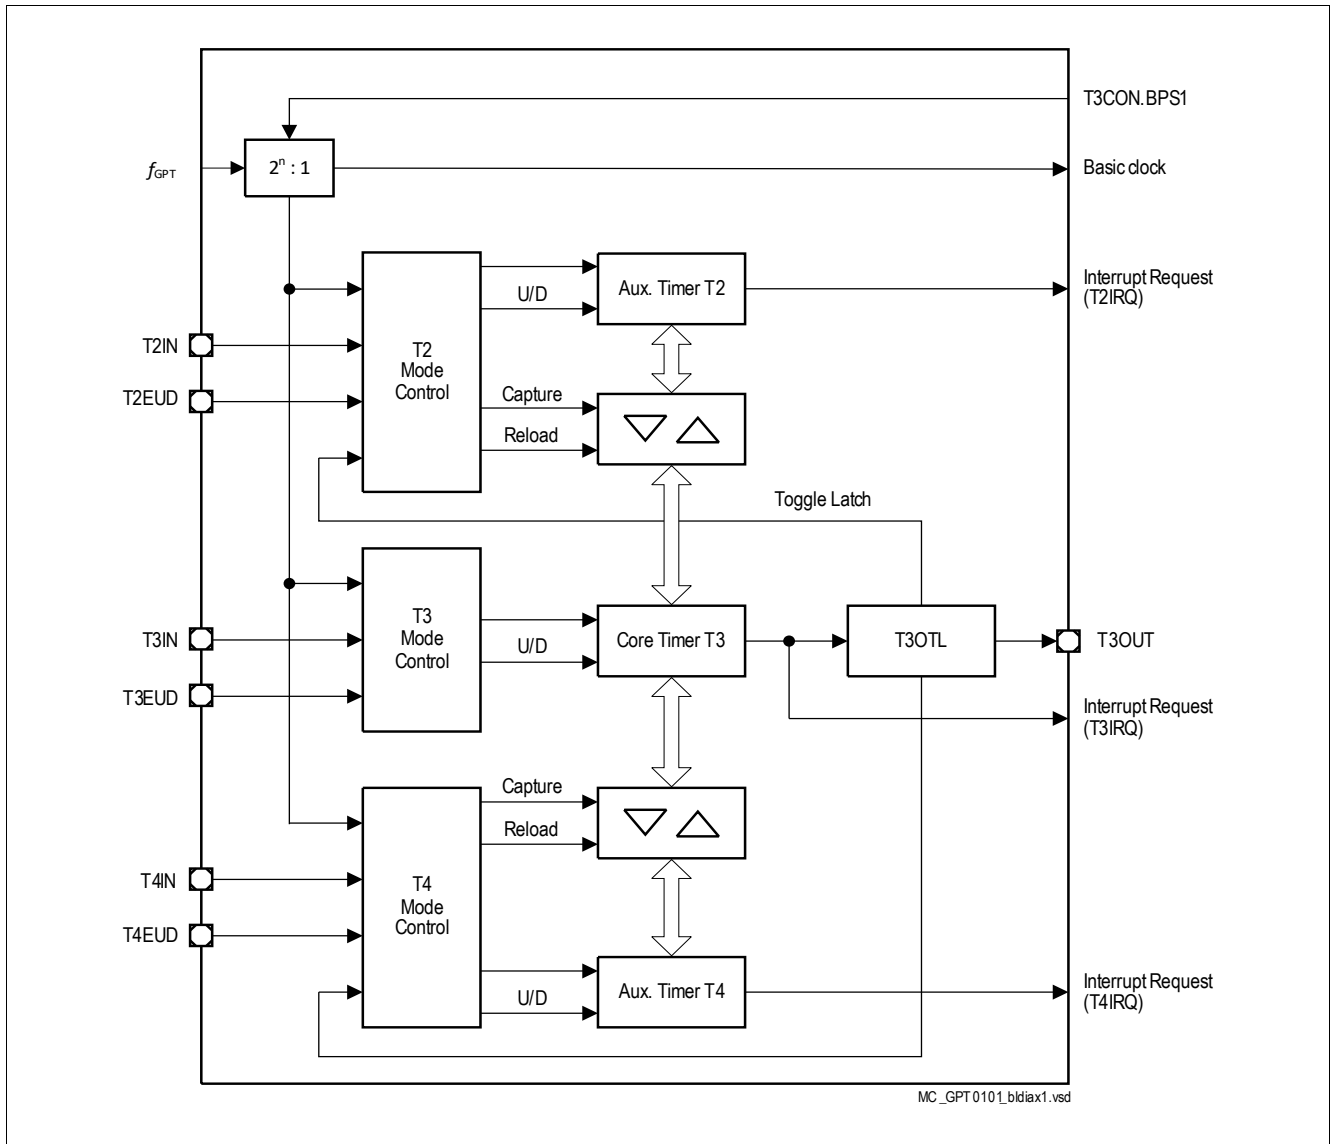 T3CON.BPS1
fGPT
2n : 1
Basic clock
U/D
Aux. Timer T2
Interrupt Request
(T2IRQ)
T2IN
T2
Mode
Control
T2EUD
Capture
Reload
Toggle Latch
T3IN
T3
Mode
Control
U/D
Core Timer T3
T3OTL
T3OUT
T3EUD
Interrupt Request
(T3IRQ)
Capture
Reload
T4IN
T4
Mode
Control
T4EUD
U/D
Aux. Timer T4
Interrupt Request
(T4IRQ)
MC_GPT0101_bldiax1.vsd